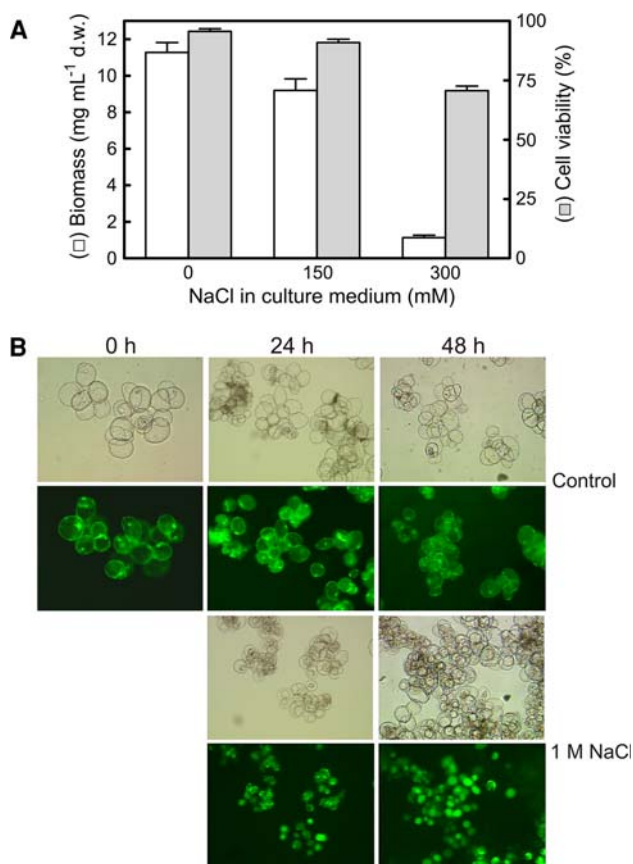 A
(□) Biomass (mg mL⁻¹ d.w.)
12
10
8
6
4
2
0
100
75
50
25
0
(□) Cell viability (%)
0
150
300
NaCl in culture medium (mM)
B
0 h
24 h
48 h
Control
1 M NaCl